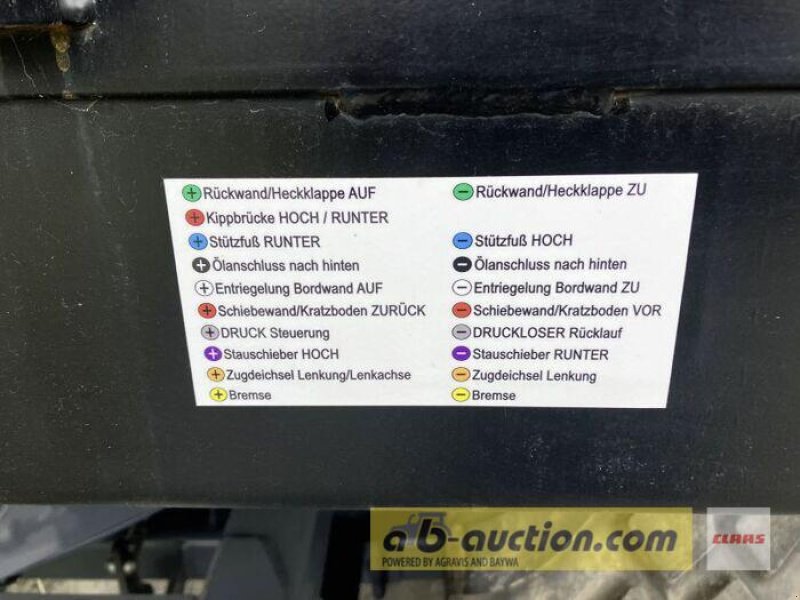 + Rückwand/Heckklappe AUF − Rückwand/Heckklappe ZU
+ Kippbrücke HOCH / RUNTER
+ Stützfuß RUNTER − Stützfuß HOCH
+ Ölanschluss nach hinten − Ölanschluss nach hinten
+ Entriegelung Bordwand AUF − Entriegelung Bordwand ZU
+ Schiebewand/Kratzboden ZURÜCK − Schiebewand/Kratzboden VOR
+ DRUCK Steuerung − DRUCKLOSER Rücklauf
+ Stauschieber HOCH − Stauschieber RUNTER
+ Zugdeichsel Lenkung/Lenkachse − Zugdeichsel Lenkung
+ Bremse − Bremse
ab-auction.com
POWERED BY AGRAVIS AND BAYWA
CLAAS